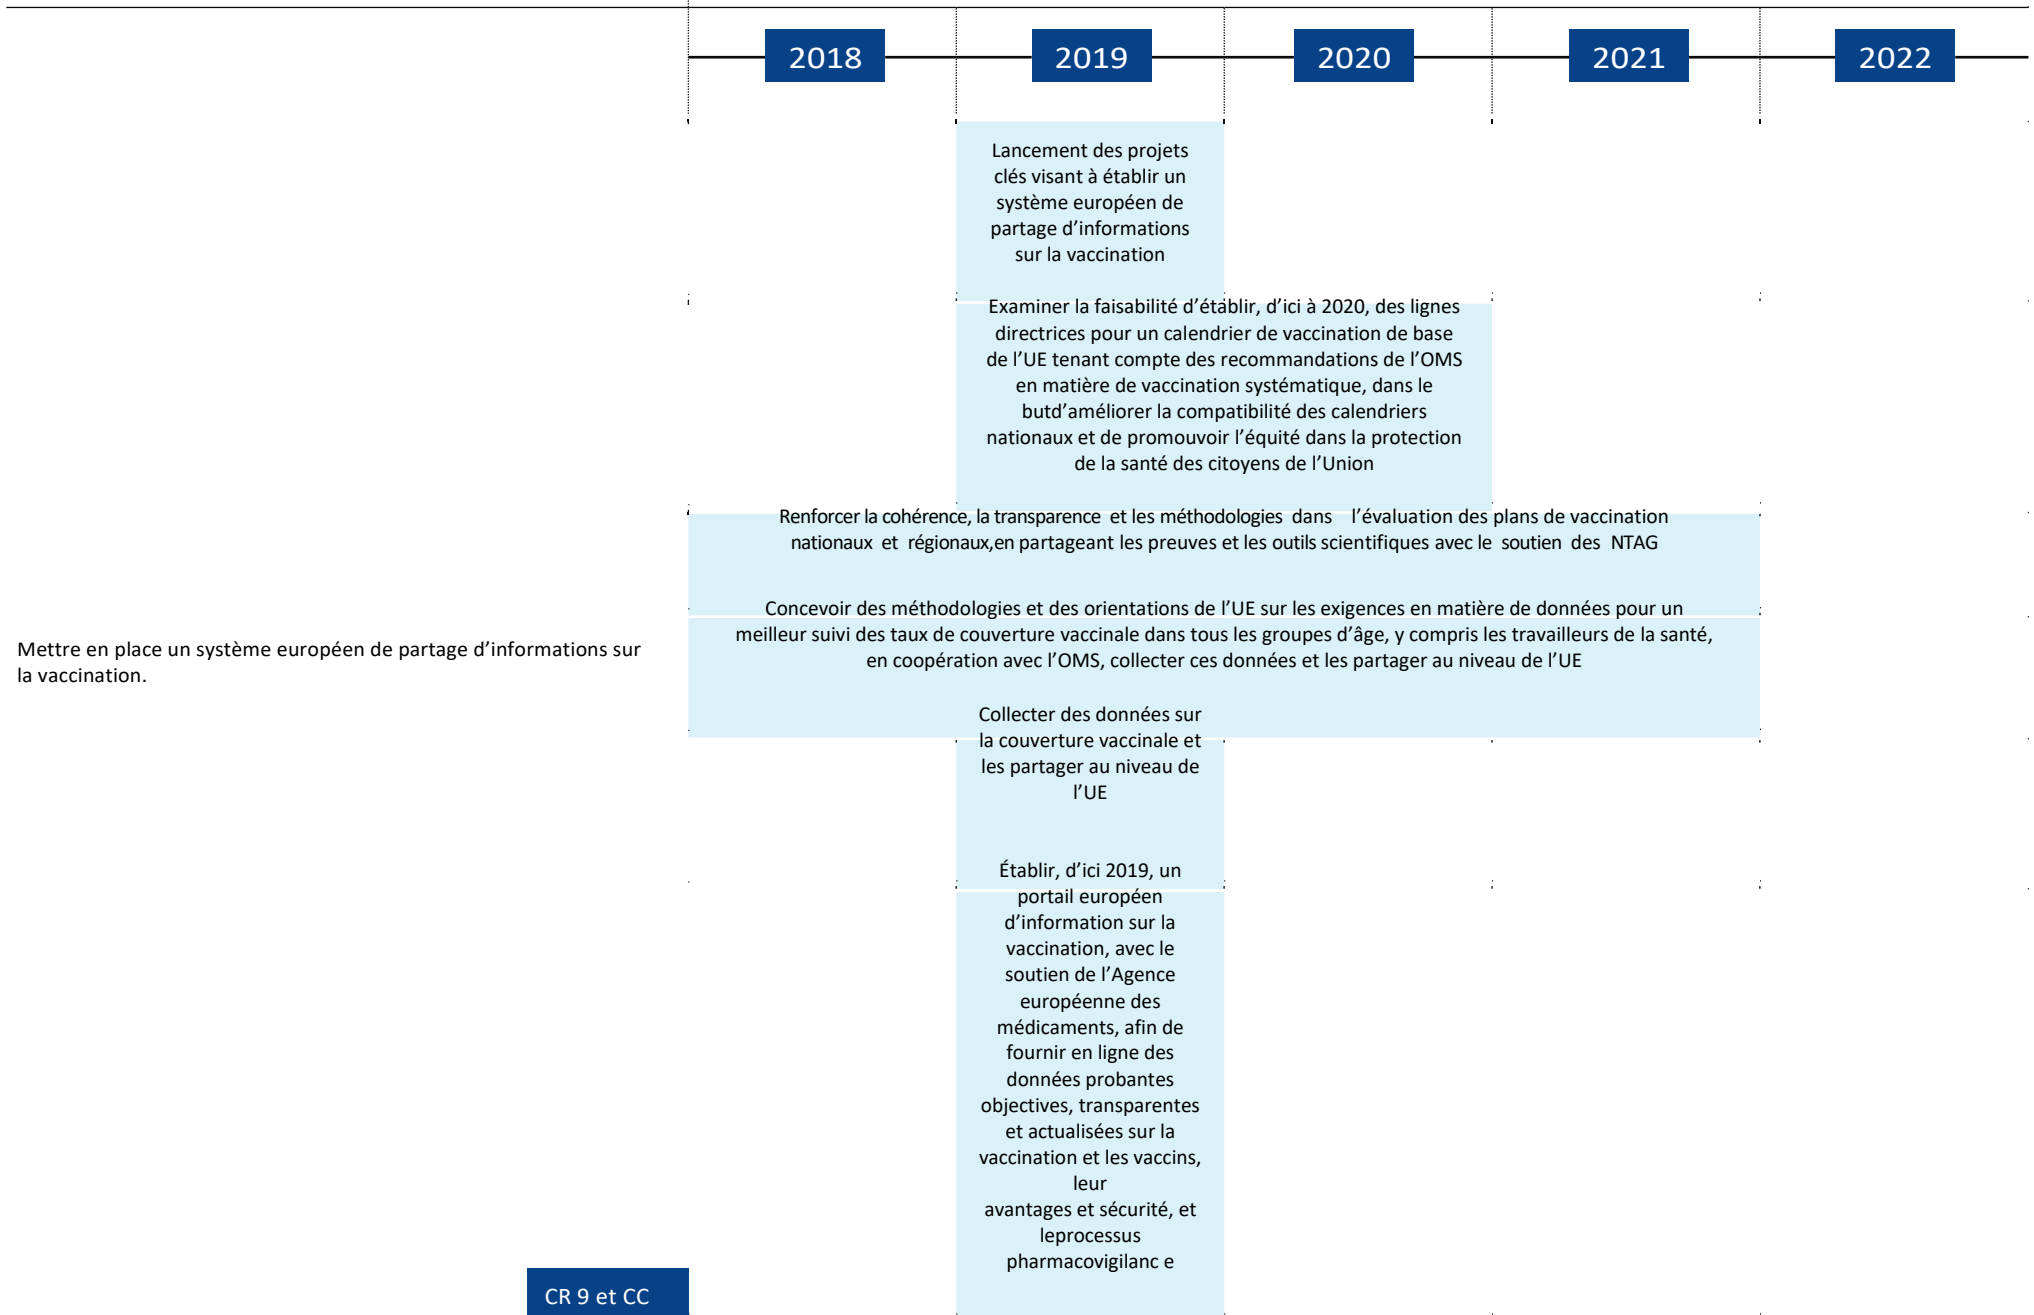 2018 2019 2020 2021 2022
Lancement des projets
clés visant à établir un
système européen de
partage d’informations
sur la vaccination
Examiner la faisabilité d’établir, d’ici à 2020, des lignes
directrices pour un calendrier de vaccination de base
de l’UE tenant compte des recommandations de l’OMS
en matière de vaccination systématique, dans le
butd’améliorer la compatibilité des calendriers
nationaux et de promouvoir l’équité dans la protection
de la santé des citoyens de l’Union
Renforcer la cohérence, la transparence et les méthodologies dans l’évaluation des plans de vaccination
nationaux et régionaux,en partageant les preuves et les outils scientifiques avec le soutien des NTAG
Concevoir des méthodologies et des orientations de l’UE sur les exigences en matière de données pour un
meilleur suivi des taux de couverture vaccinale dans tous les groupes d’âge, y compris les travailleurs de la santé,
en coopération avec l’OMS, collecter ces données et les partager au niveau de l’UE
Mettre en place un système européen de partage d’informations sur
la vaccination.
Collecter des données sur
la couverture vaccinale et
les partager au niveau de
l’UE
Établir, d’ici 2019, un
portail européen
d’information sur la
vaccination, avec le
soutien de l’Agence
européenne des
médicaments, afin de
fournir en ligne des
données probantes
objectives, transparentes
et actualisées sur la
vaccination et les vaccins,
leur
avantages et sécurité, et
leprocessus
pharmacovigilanc e
CR 9 et CC